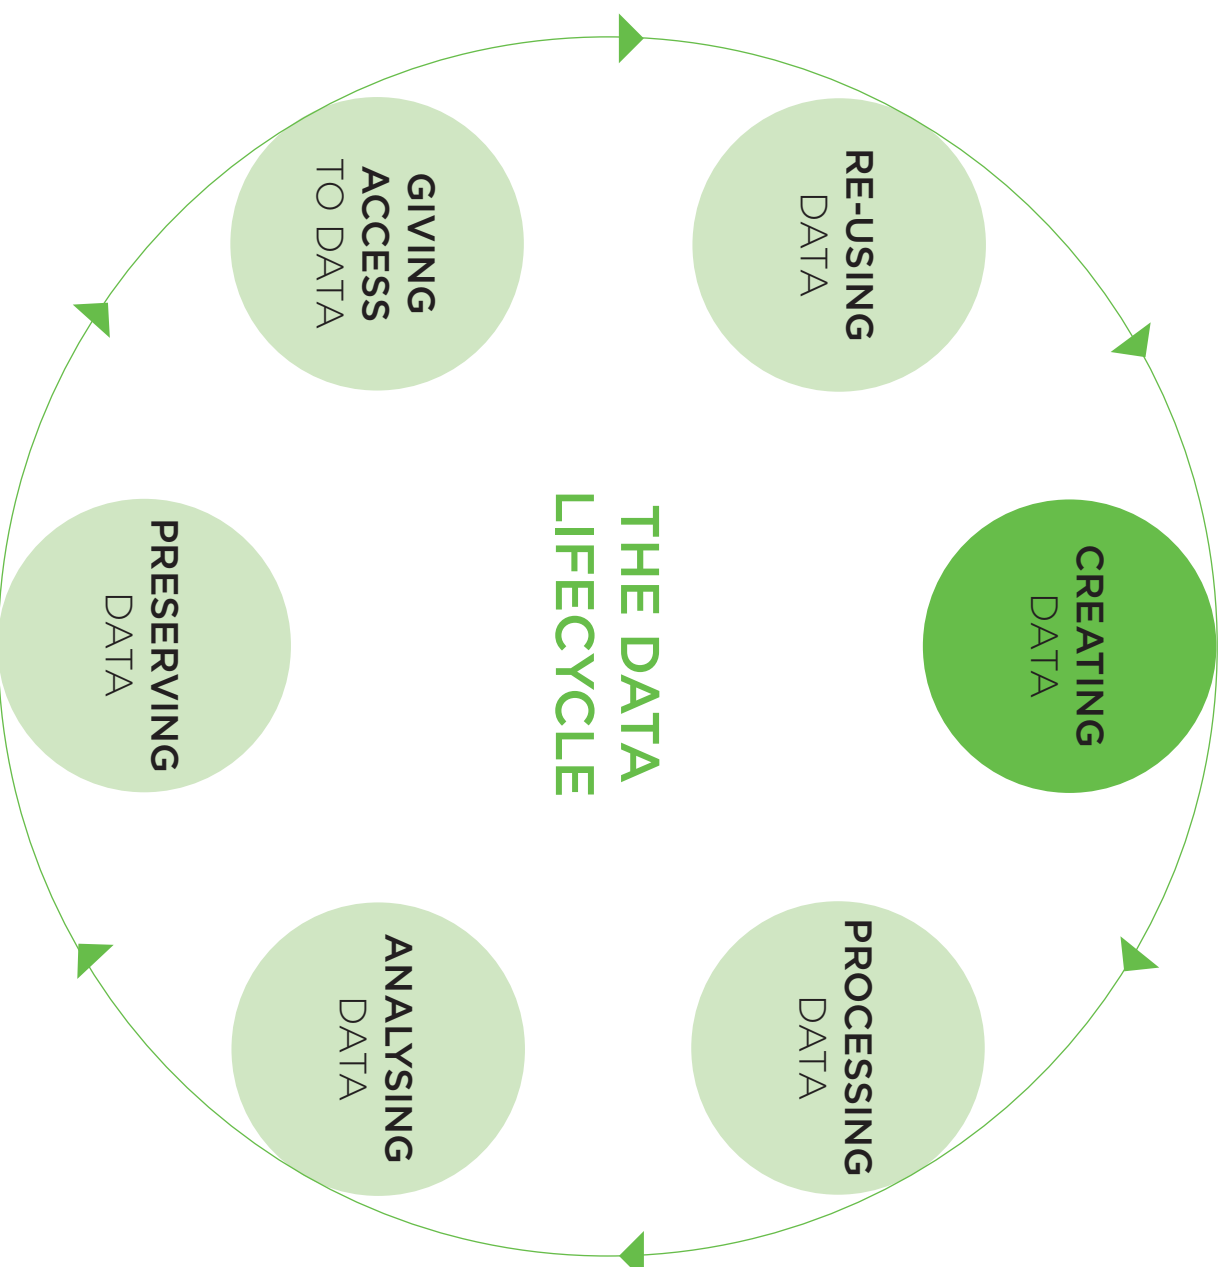 THE DATA
LIFECYCLE
CREATING
DATA
PROCESSING
DATA
ANALYSING
DATA
PRESERVING
DATA
GIVING
ACCESS
TO DATA
RE-USING
DATA